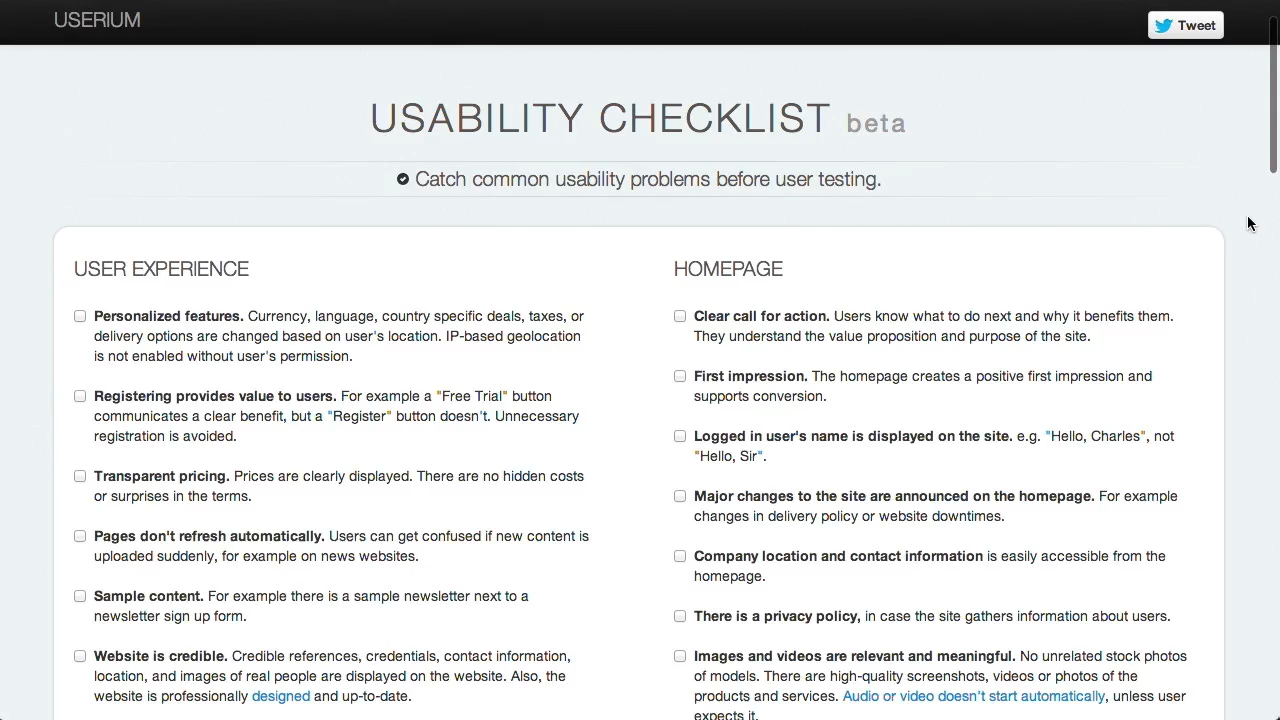 USERIUM
Tweet
USABILITY CHECKLIST beta
Catch common usability problems before user testing.
USER EXPERIENCE
Personalized features. Currency, language, country specific deals, taxes, or
delivery options are changed based on user's location. IP-based geolocation
is not enabled without user's permission.
Registering provides value to users. For example a "Free Trial" button
communicates a clear benefit, but a "Register" button doesn't. Unnecessary
registration is avoided.
Transparent pricing. Prices are clearly displayed. There are no hidden costs
or surprises in the terms.
Pages don't refresh automatically. Users can get confused if new content is
uploaded suddenly, for example on news websites.
Sample content. For example there is a sample newsletter next to a
newsletter sign up form.
Website is credible. Credible references, credentials, contact information,
location, and images of real people are displayed on the website. Also, the
website is professionally designed and up-to-date.
HOMEPAGE
Clear call for action. Users know what to do next and why it benefits them.
They understand the value proposition and purpose of the site.
First impression. The homepage creates a positive first impression and
supports conversion.
Logged in user's name is displayed on the site. e.g. "Hello, Charles", not
"Hello, Sir".
Major changes to the site are announced on the homepage. For example
changes in delivery policy or website downtimes.
Company location and contact information is easily accessible from the
homepage.
There is a privacy policy, in case the site gathers information about users.
Images and videos are relevant and meaningful. No unrelated stock photos
of models. There are high-quality screenshots, videos or photos of the
products and services. Audio or video doesn't start automatically, unless user
expects it.